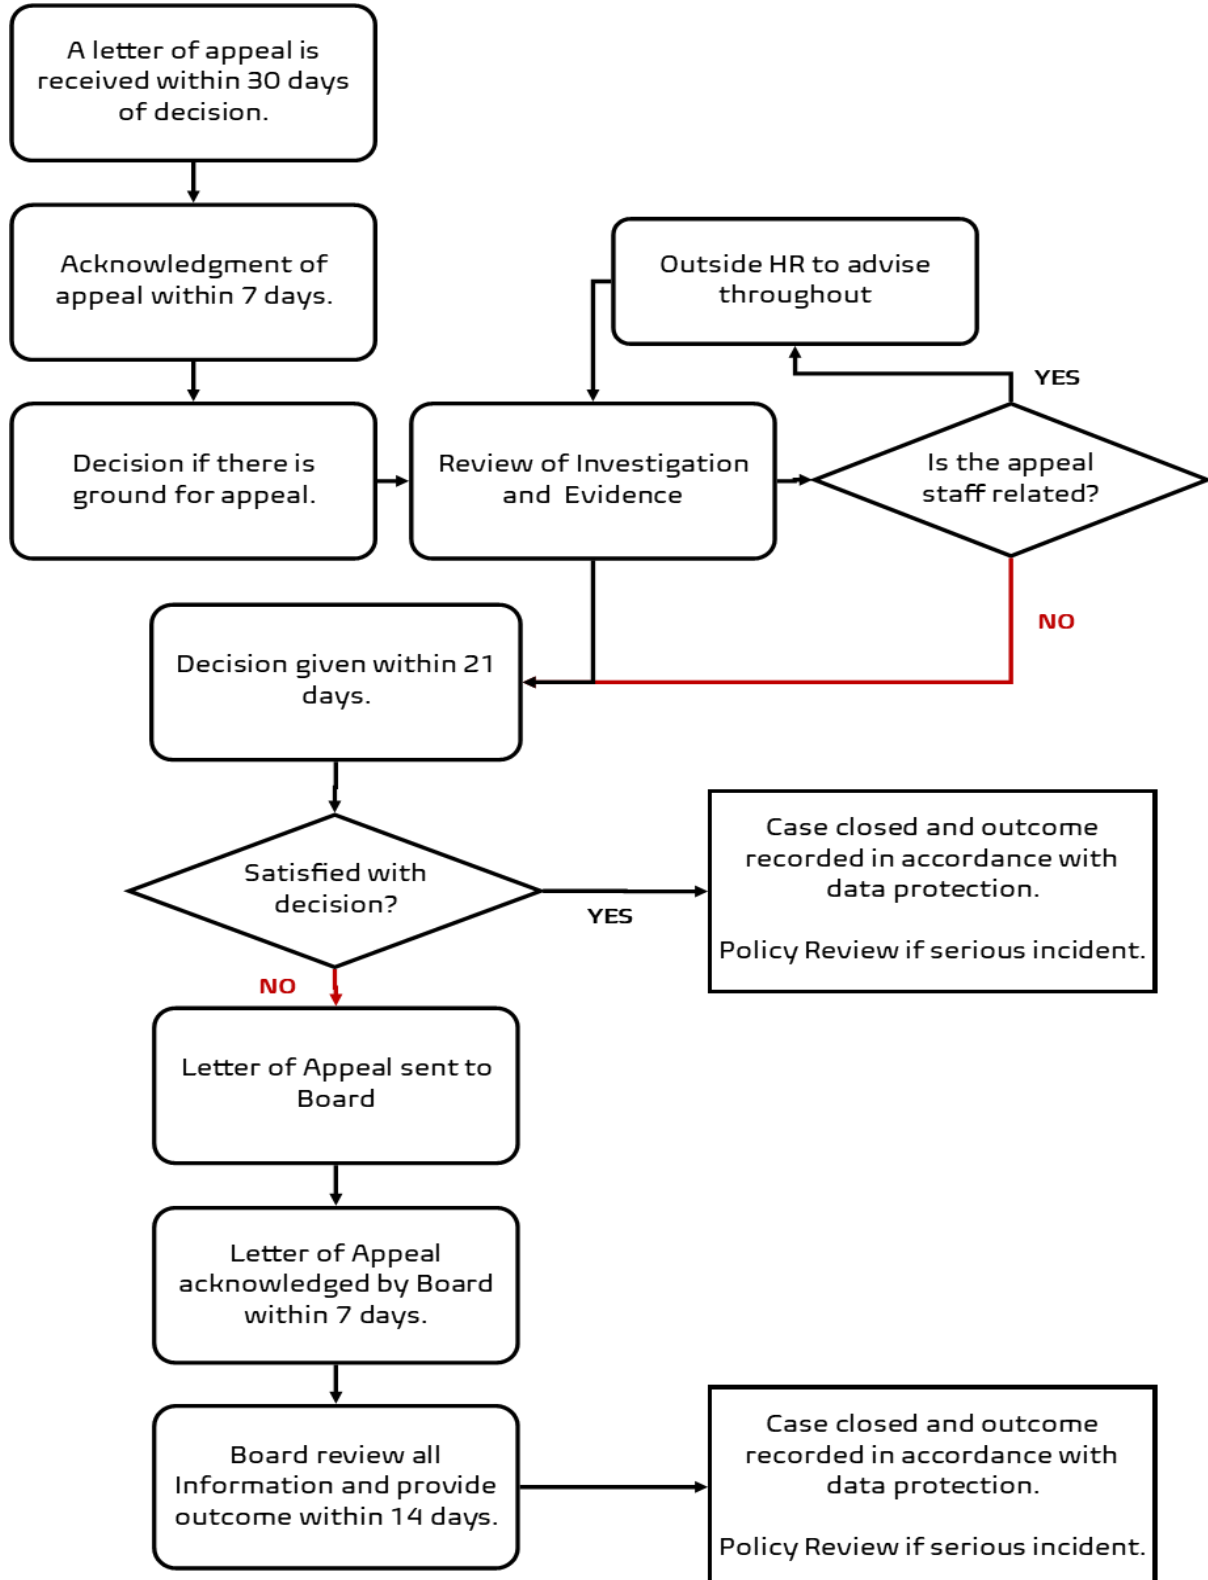 A letter of appeal is
received within 30 days
of decision.
Acknowledgment of
appeal within 7 days.
Outside HR to advise
throughout
YES
Decision if there is
ground for appeal.
Review of Investigation
and Evidence
Is the appeal
staff related?
NO
Decision given within 21
days.
Satisfied with
decision?
YES
Case closed and outcome
recorded in accordance with
data protection.
Policy Review if serious incident.
NO
Letter of Appeal sent to
Board
Letter of Appeal
acknowledged by Board
within 7 days.
Board review all
Information and provide
outcome within 14 days.
Case closed and outcome
recorded in accordance with
data protection.
Policy Review if serious incident.